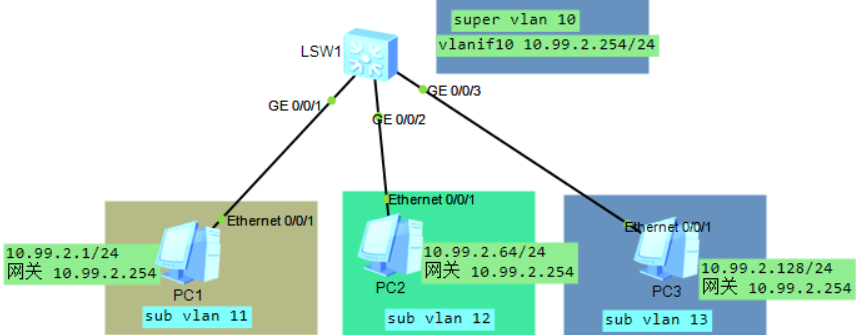 super vlan 10
vlanif10 10.99.2.254/24
LSW1
GE 0/0/1
GE 0/0/2
GE 0/0/3
Ethernet 0/0/1
Ethernet 0/0/1
Ethernet 0/0/1
10.99.2.1/24
网关 10.99.2.254
PC1
sub vlan 11
10.99.2.64/24
网关 10.99.2.254
PC2
sub vlan 12
10.99.2.128/24
网关 10.99.2.254
PC3
sub vlan 13